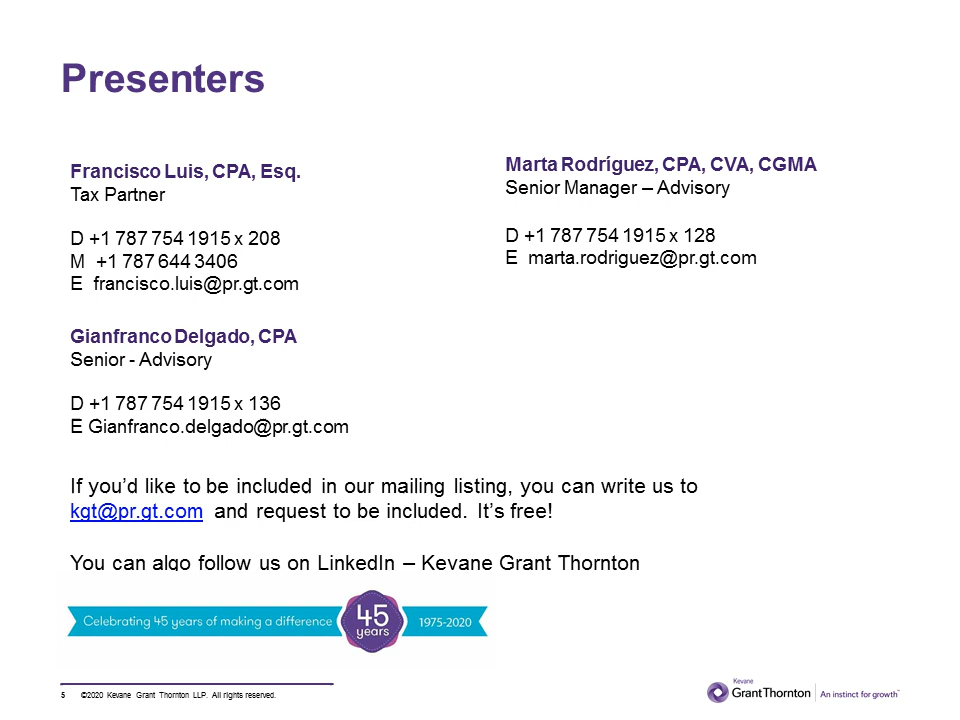 Presenters
Francisco Luis, CPA, Esq.
Tax Partner
D +1 787 754 1915 x 208
M +1 787 644 3406
E francisco.luis@pr.gt.com
Marta Rodríguez, CPA, CVA, CGMA
Senior Manager – Advisory
D +1 787 754 1915 x 128
E marta.rodriguez@pr.gt.com
Gianfranco Delgado, CPA
Senior - Advisory
D +1 787 754 1915 x 136
E Gianfranco.delgado@pr.gt.com
If you’d like to be included in our mailing listing, you can write us to
kgt@pr.gt.com and request to be included. It’s free!
You can algo follow us on LinkedIn – Kevane Grant Thornton
Celebrating 45 years of making a difference
45
years
1975-2020
5 ©2020 Kevane Grant Thornton LLP. All rights reserved.
Kevane
Grant Thornton
An instinct for growth™